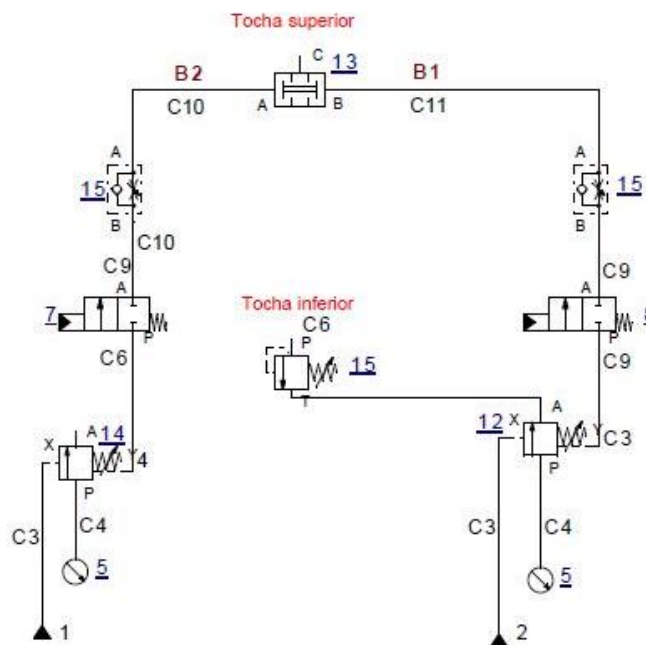 Tocha superior
C 13
B2 B1
A B
C10 C11
A A
15 15
B B
C10
C9 C9
A A
7
P P
C6 C9
Tocha inferior
C6
P
15
T
A 14
X Y
4
P
12 X A
Y
C3
P
C3 C4
C3 C4
5 5
1 2